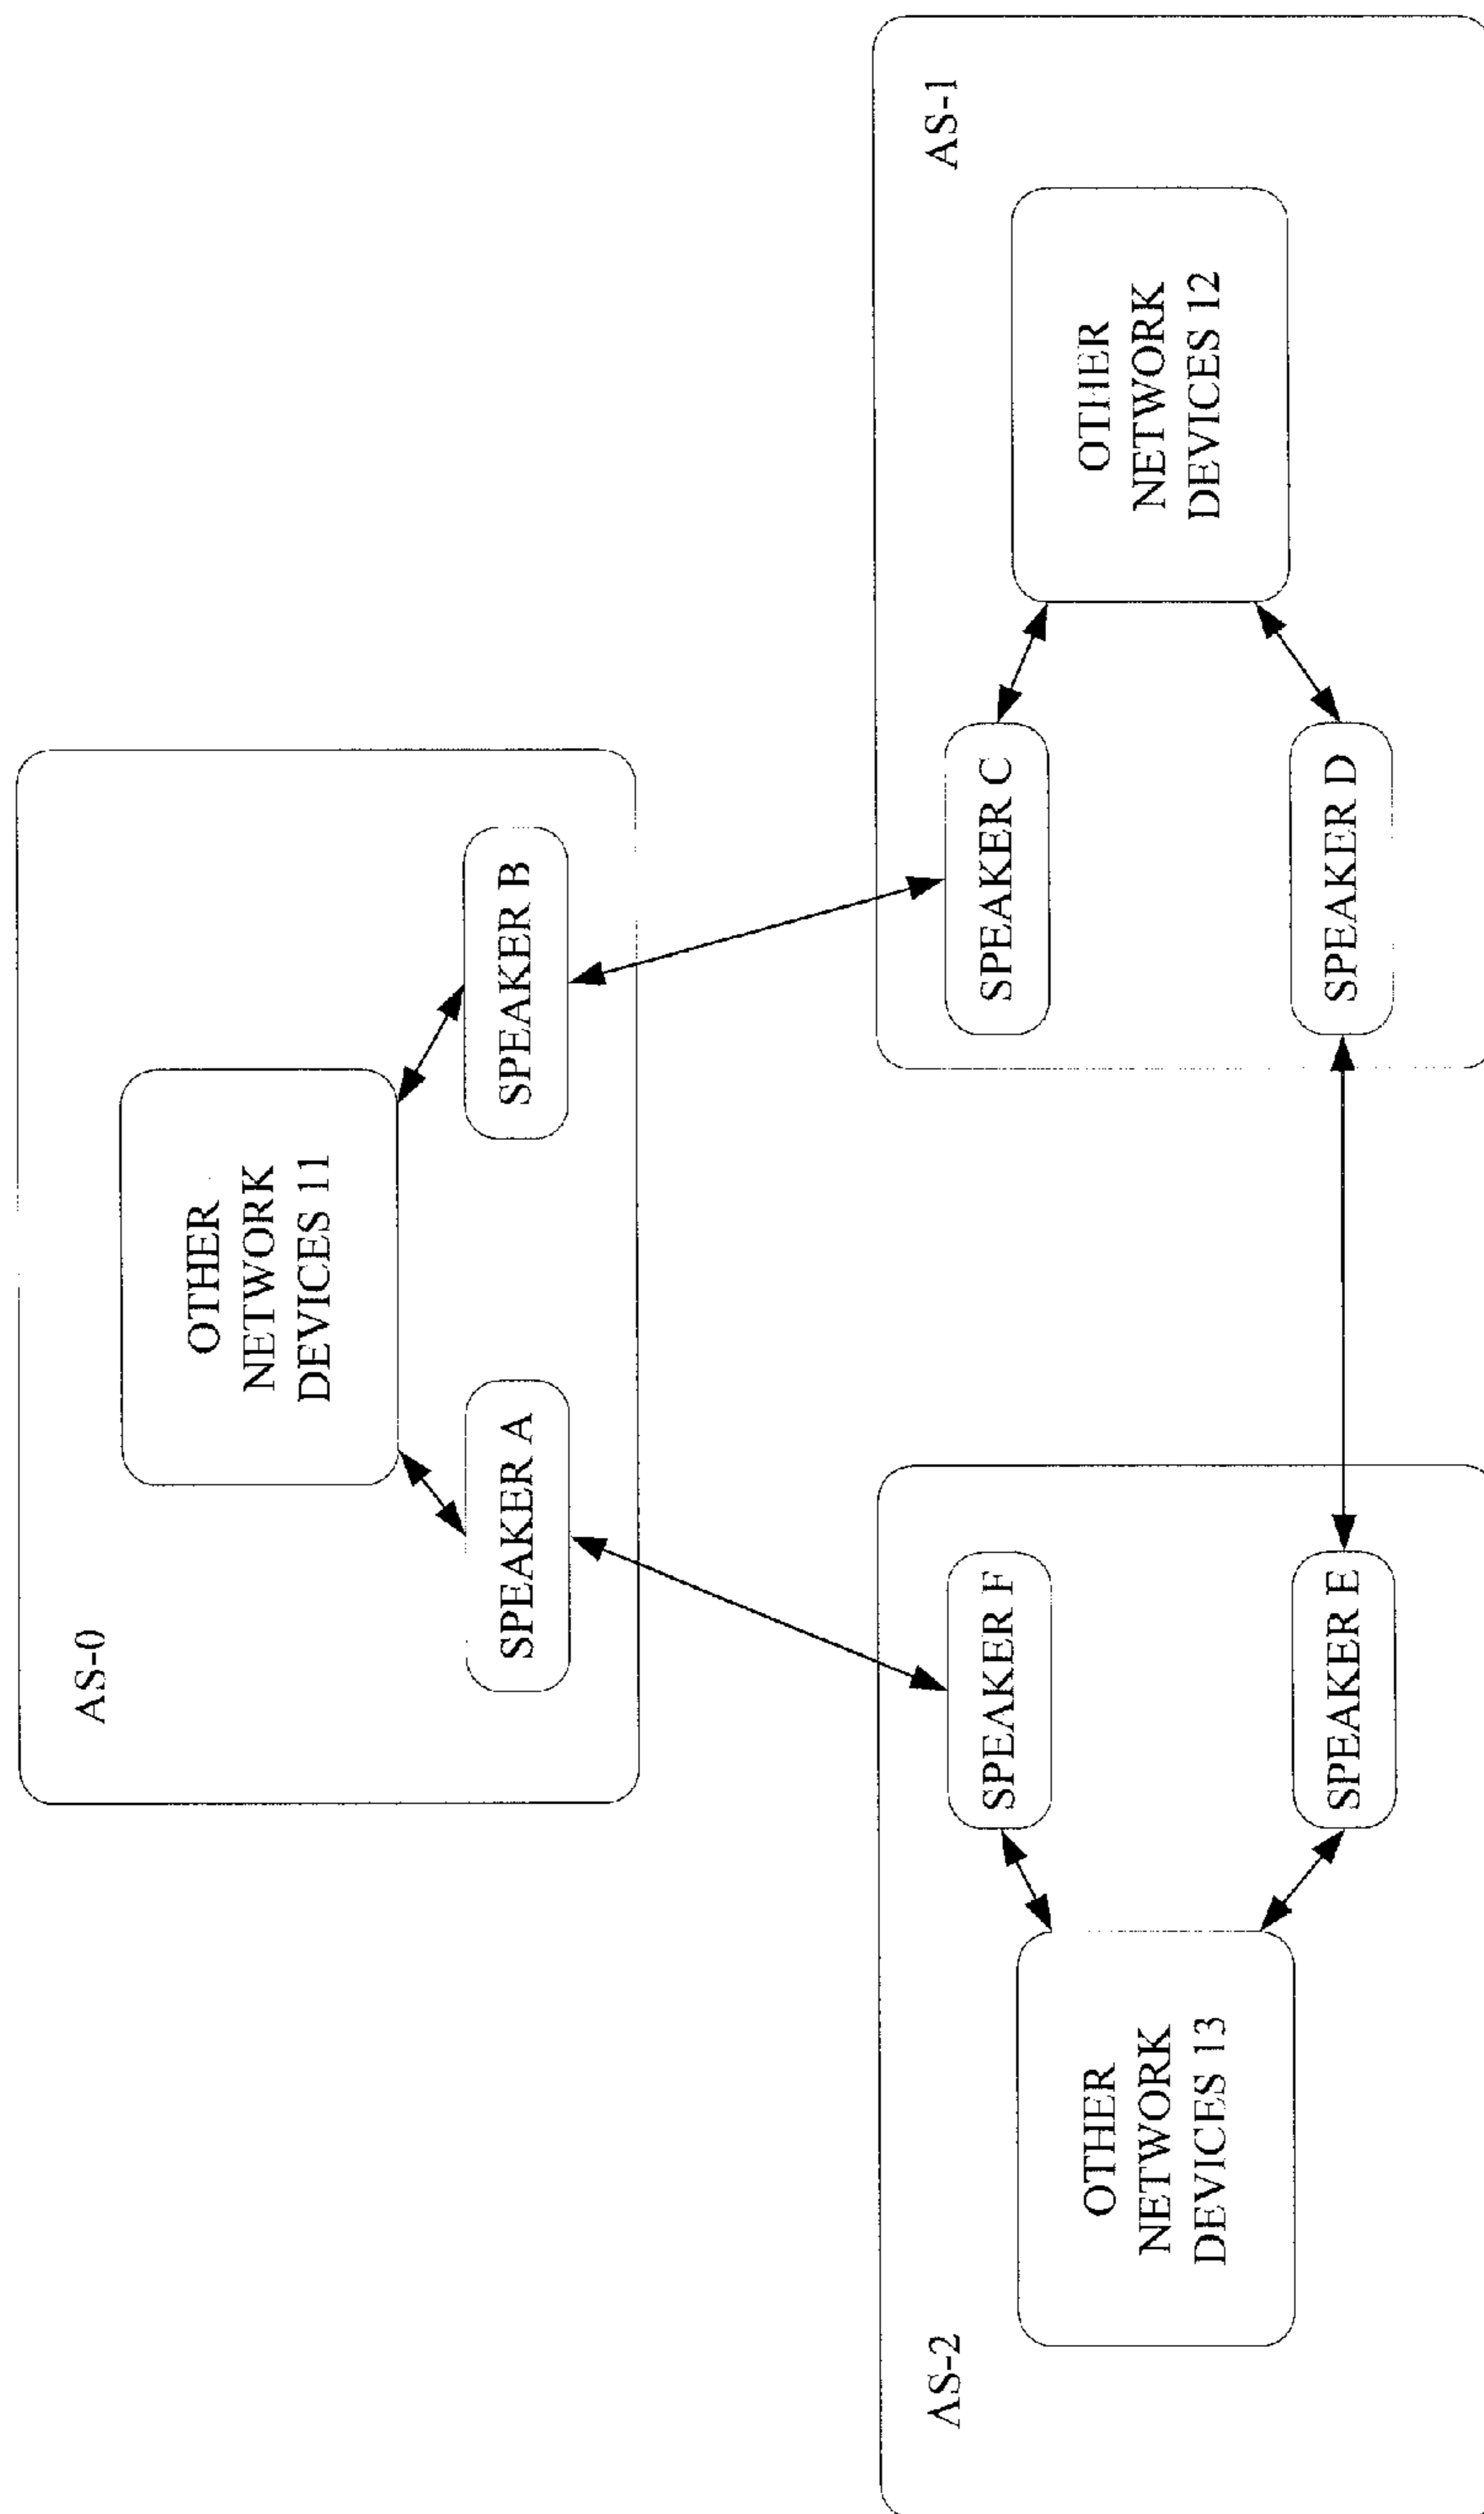 AS-0
OTHER
NETWORK
DEVICES 11
SPEAKER A
SPEAKER B
AS-2
OTHER
NETWORK
DEVICES 13
SPEAKER F
SPEAKER E
AS-1
SPEAKER C
SPEAKER D
OTHER
NETWORK
DEVICES 12